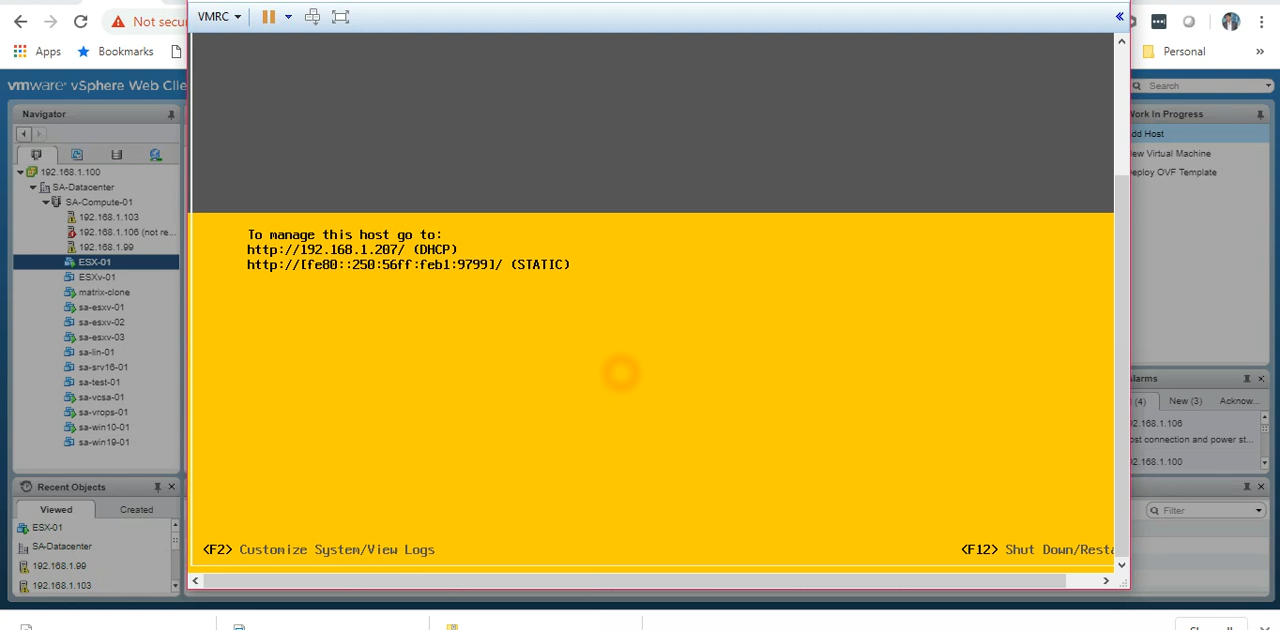 VMRC
Not secu
Apps
Bookmarks
Personal
»
vmware® vSphere Web Clie
Search
Navigator
192.168.1.100
SA-Datacenter
SA-Compute-01
192.168.1.103
192.168.1.106 (not re...
192.168.1.99
ESX-01
ESXv-01
matrix-clone
sa-esxv-01
sa-esxv-02
sa-esxv-03
sa-lin-01
sa-srv16-01
sa-test-01
sa-vcsa-01
sa-vrops-01
sa-win10-01
sa-win19-01
Recent Objects
Viewed
Created
ESX-01
SA-Datacenter
192.168.1.99
192.168.1.103
To manage this host go to:
http://192.168.1.207/ (DHCP)
http://[fe80::250:56ff:feb1:9799]/ (STATIC)
<F2> Customize System/View Logs
<F12> Shut Down/Resta
Work In Progress
dd Host
ew Virtual Machine
eploy OVF Template
larms
(4)
New (3)
Acknow...
92.168.1.106
ost connection and power st...
92.168.1.100
Filter